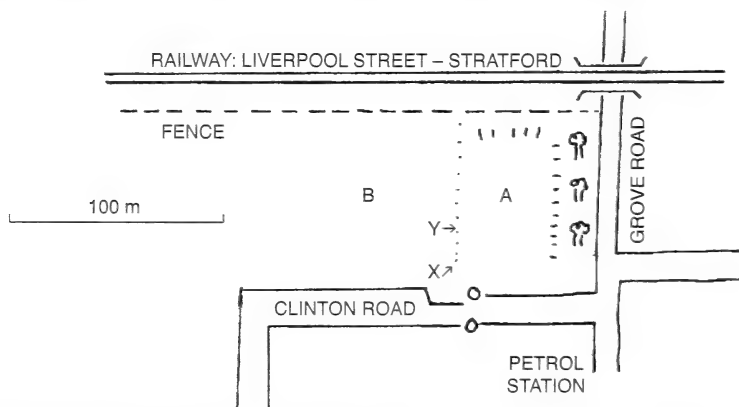 RAILWAY: LIVERPOOL STREET – STRATFORD
FENCE
GROVE ROAD
100 m
B
A
Y→
X↗
CLINTON ROAD
PETROL
STATION